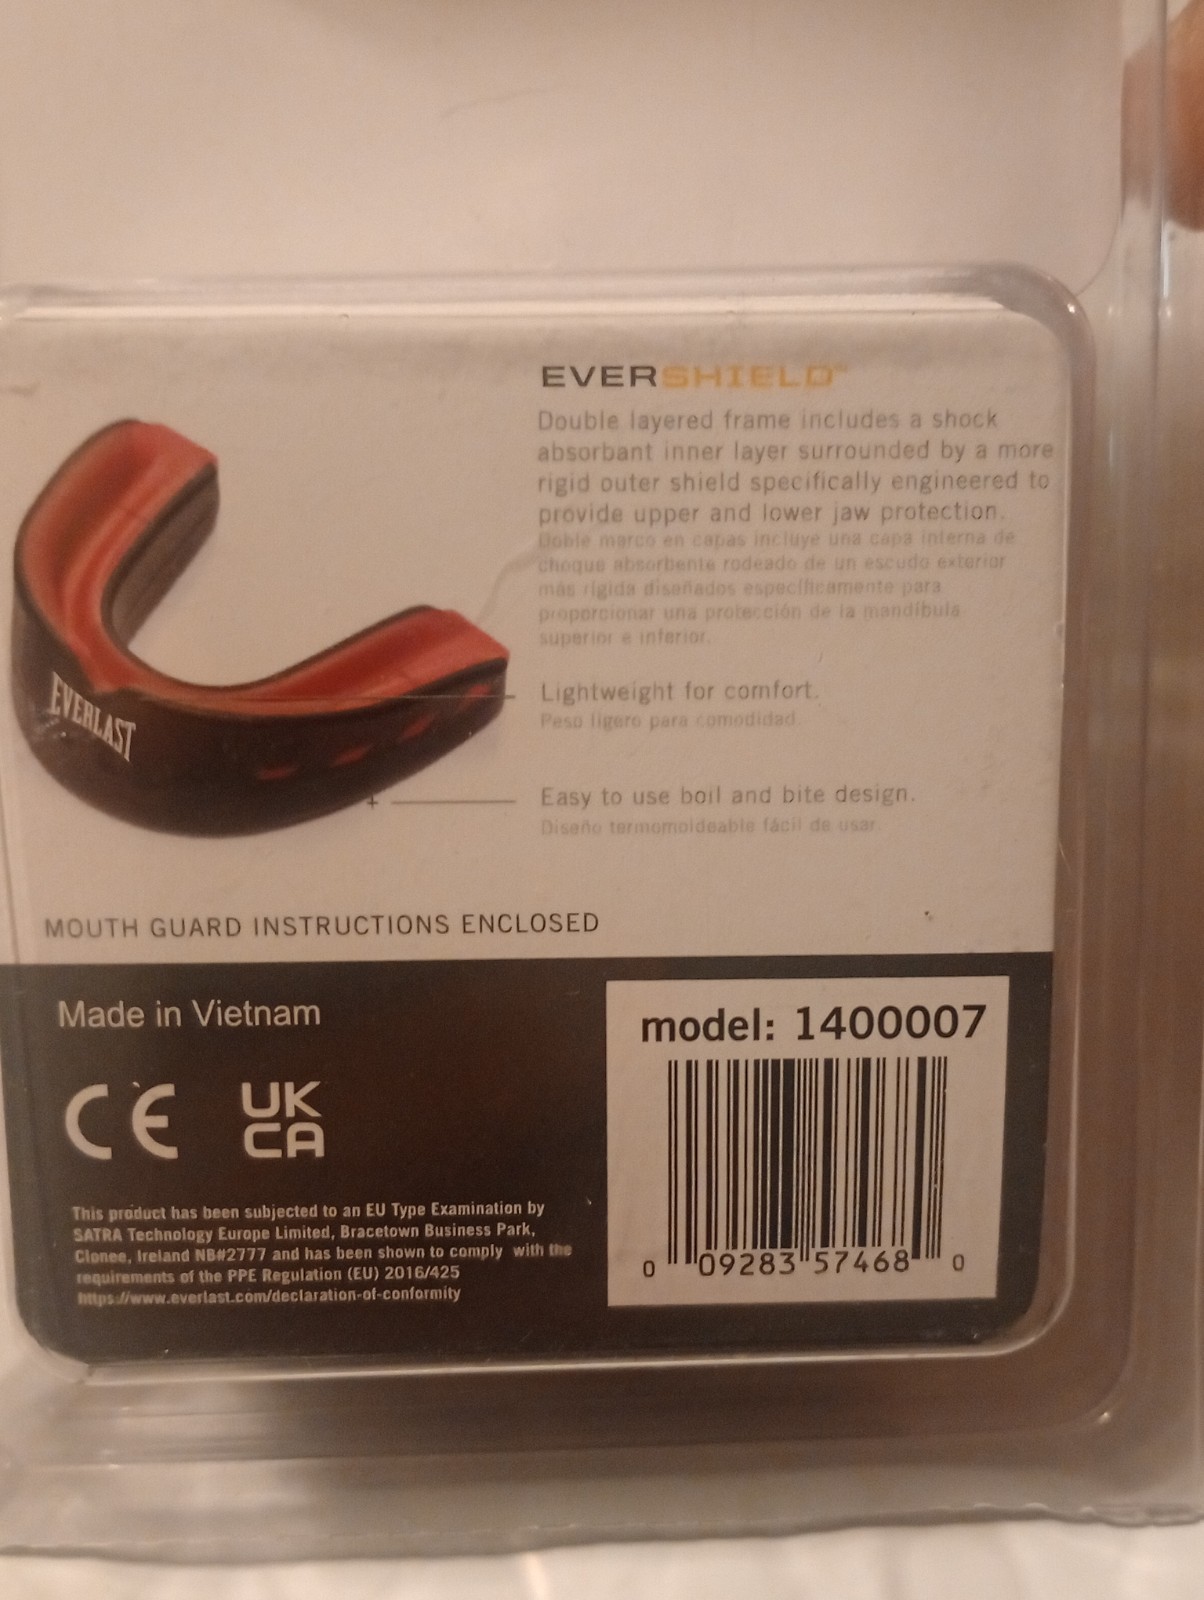 EVERSHIELD™
Double layered frame includes a shock
absorbant inner layer surrounded by a more
rigid outer shield specifically engineered to
provide upper and lower jaw protection.
Doble marco en capas incluye una capa interna de
choque absorbente rodeado de un escudo exterior
más rígida diseñados específicamente para
proporcionar una protección de la mandíbula
superior e inferior.
EVERLAST
Lightweight for comfort.
Peso ligero para comodidad.
Easy to use boil and bite design.
Diseño termomoldeable fácil de usar.
MOUTH GUARD INSTRUCTIONS ENCLOSED
Made in Vietnam
CE UK
CA
This product has been subjected to an EU Type Examination by
SATRA Technology Europe Limited, Bracetown Business Park,
Clonee, Ireland NB#2777 and has been shown to comply with the
requirements of the PPE Regulation (EU) 2016/425
https://www.everlast.com/declaration-of-conformity
model: 1400007
0 09283 57468 0